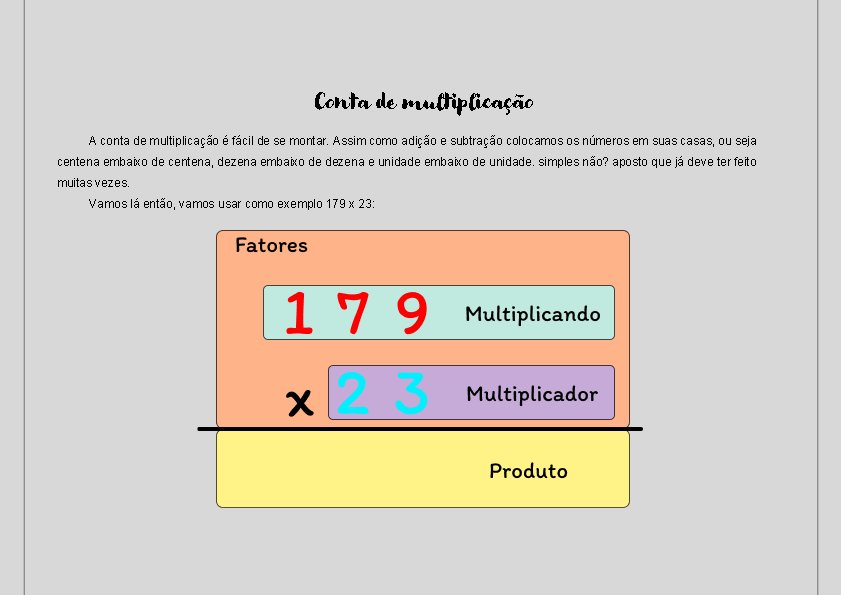 Conta de multiplicação
A conta de multiplicação é fácil de se montar. Assim como adição e subtração colocamos os números em suas casas, ou seja
centena embaixo de centena, dezena embaixo de dezena e unidade embaixo de unidade. simples não? aposto que já deve ter feito
muitas vezes.
Vamos lá então, vamos usar como exemplo 179 x 23:
Fatores
1 7 9 Multiplicando
x 2 3 Multiplicador
Produto